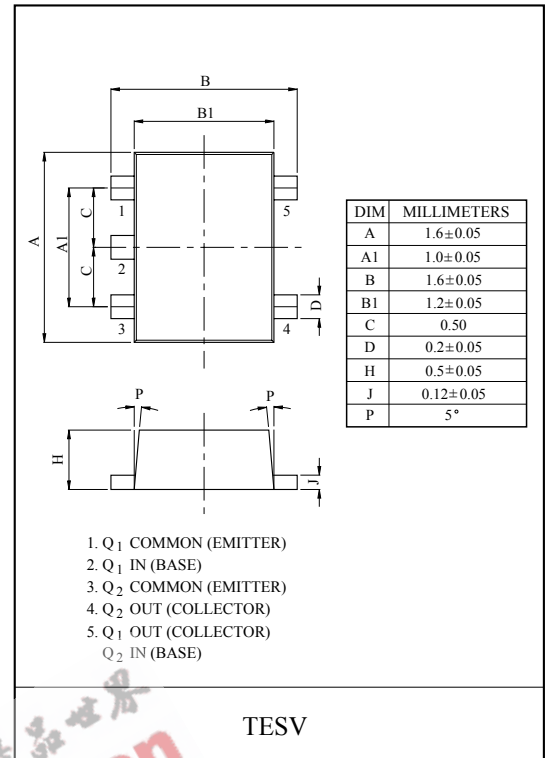 B
B1
A
A1
C
C
D
1
2
3
4
5
P
P
H
J
DIM MILLIMETERS
A 1.6±0.05
A1 1.0±0.05
B 1.6±0.05
B1 1.2±0.05
C 0.50
D 0.2±0.05
H 0.5±0.05
J 0.12±0.05
P 5°
1. Q1 COMMON (EMITTER)
2. Q1 IN (BASE)
3. Q2 COMMON (EMITTER)
4. Q2 OUT (COLLECTOR)
5. Q1 OUT (COLLECTOR)
Q2 IN (BASE)
TESV